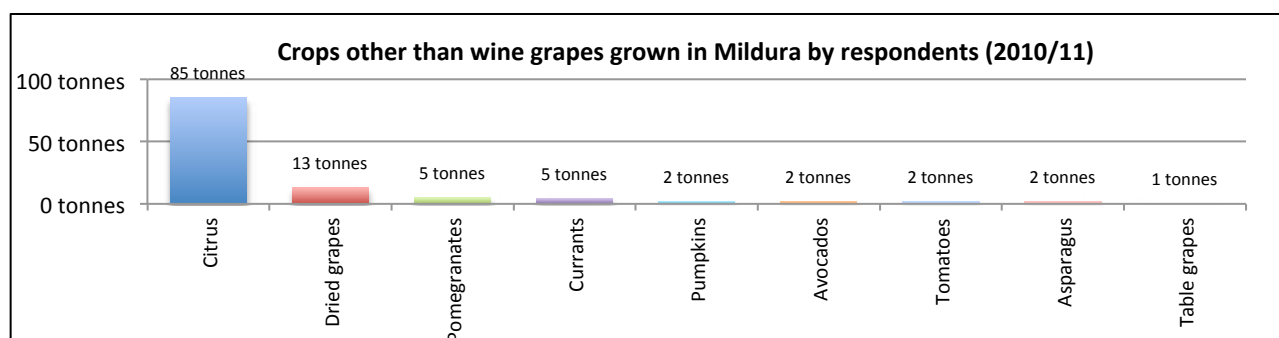 Crops other than wine grapes grown in Mildura by respondents (2010/11)
100 tonnes
50 tonnes
0 tonnes
85 tonnes
13 tonnes
5 tonnes
5 tonnes
2 tonnes
2 tonnes
2 tonnes
2 tonnes
1 tonnes
Citrus
Dried grapes
Pomegranates
Currants
Pumpkins
Avocados
Tomatoes
Asparagus
Table grapes